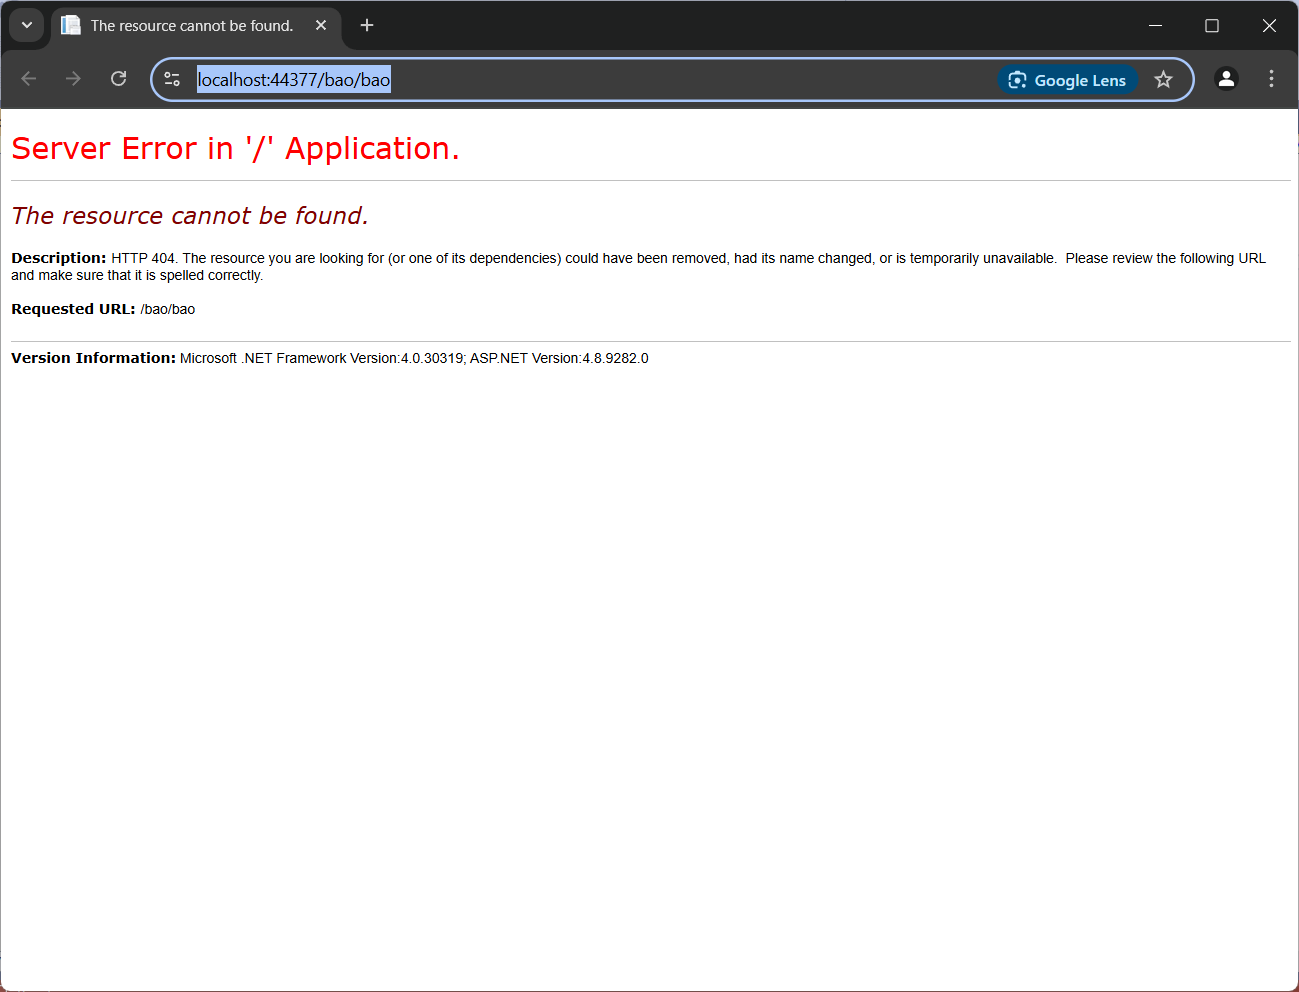 The resource cannot be found.
localhost:44377/bao/bao
Google Lens
Server Error in '/' Application.
The resource cannot be found.
Description: HTTP 404. The resource you are looking for (or one of its dependencies) could have been removed, had its name changed, or is temporarily unavailable.  Please review the following URL
and make sure that it is spelled correctly.
Requested URL: /bao/bao
Version Information: Microsoft .NET Framework Version:4.0.30319; ASP.NET Version:4.8.9282.0